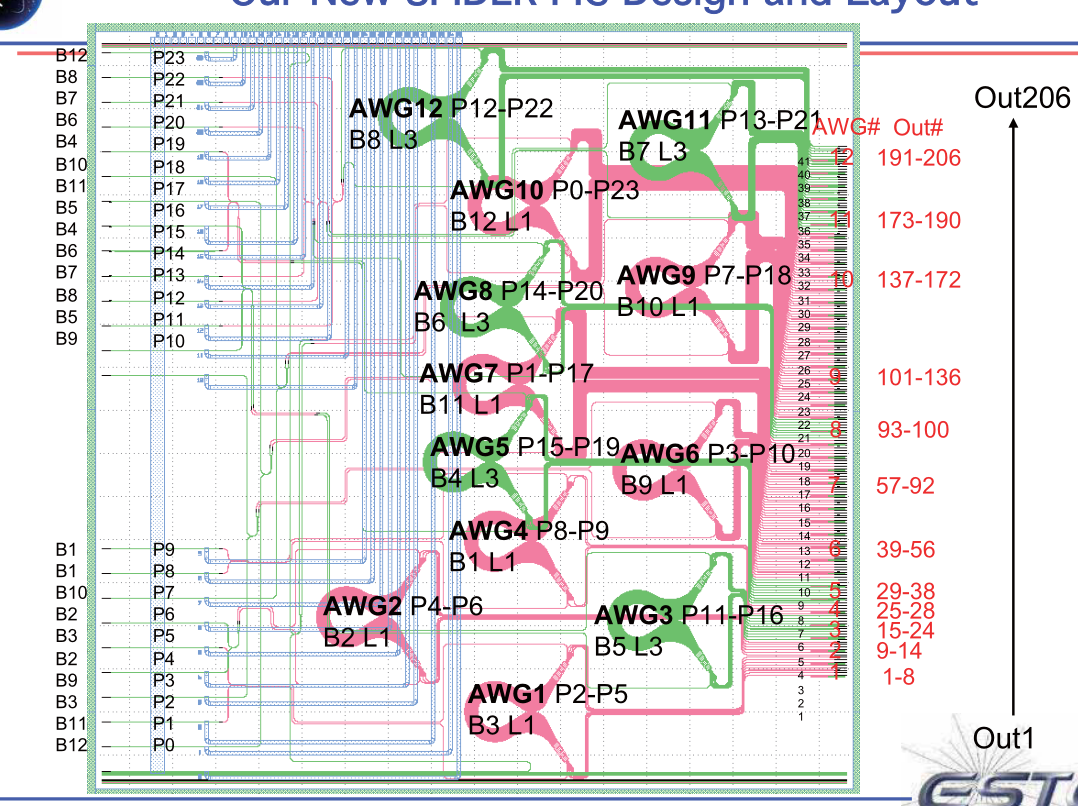 Our New SPIDER PIC Design and Layout
B12 P23
B8 P22
B7 P21
B6 P20
B4 P19
B10 P18
B11 P17
B5 P16
B4 P15
B6 P14
B7 P13
B8 P12
B5 P11
B9 P10
B1 P9
B1 P8
B10 P7
B2 P6
B3 P5
B2 P4
B9 P3
B3 P2
B11 P1
B12 P0
AWG12 P12-P22
B8 L3
AWG11 P13-P21
B7 L3
AWG10 P0-P23
B12 L1
AWG9 P7-P18
B10 L1
AWG8 P14-P20
B6 L3
AWG7 P1-P17
B11 L1
AWG5 P15-P19
B4 L3
AWG6 P3-P10
B9 L1
AWG4 P8-P9
B1 L1
AWG2 P4-P6
B2 L1
AWG3 P11-P16
B5 L3
AWG1 P2-P5
B3 L1
41
40
39
38
37
36
35
34
33
32
31
30
29
28
27
26
25
24
23
22
21
20
19
18
17
16
15
14
13
12
11
10
9
8
7
6
5
4
3
2
1
AWG# Out#
12 191-206
11 173-190
10 137-172
9 101-136
8 93-100
7 57-92
6 39-56
5 29-38
4 25-28
3 15-24
2 9-14
1 1-8
Out206
Out1